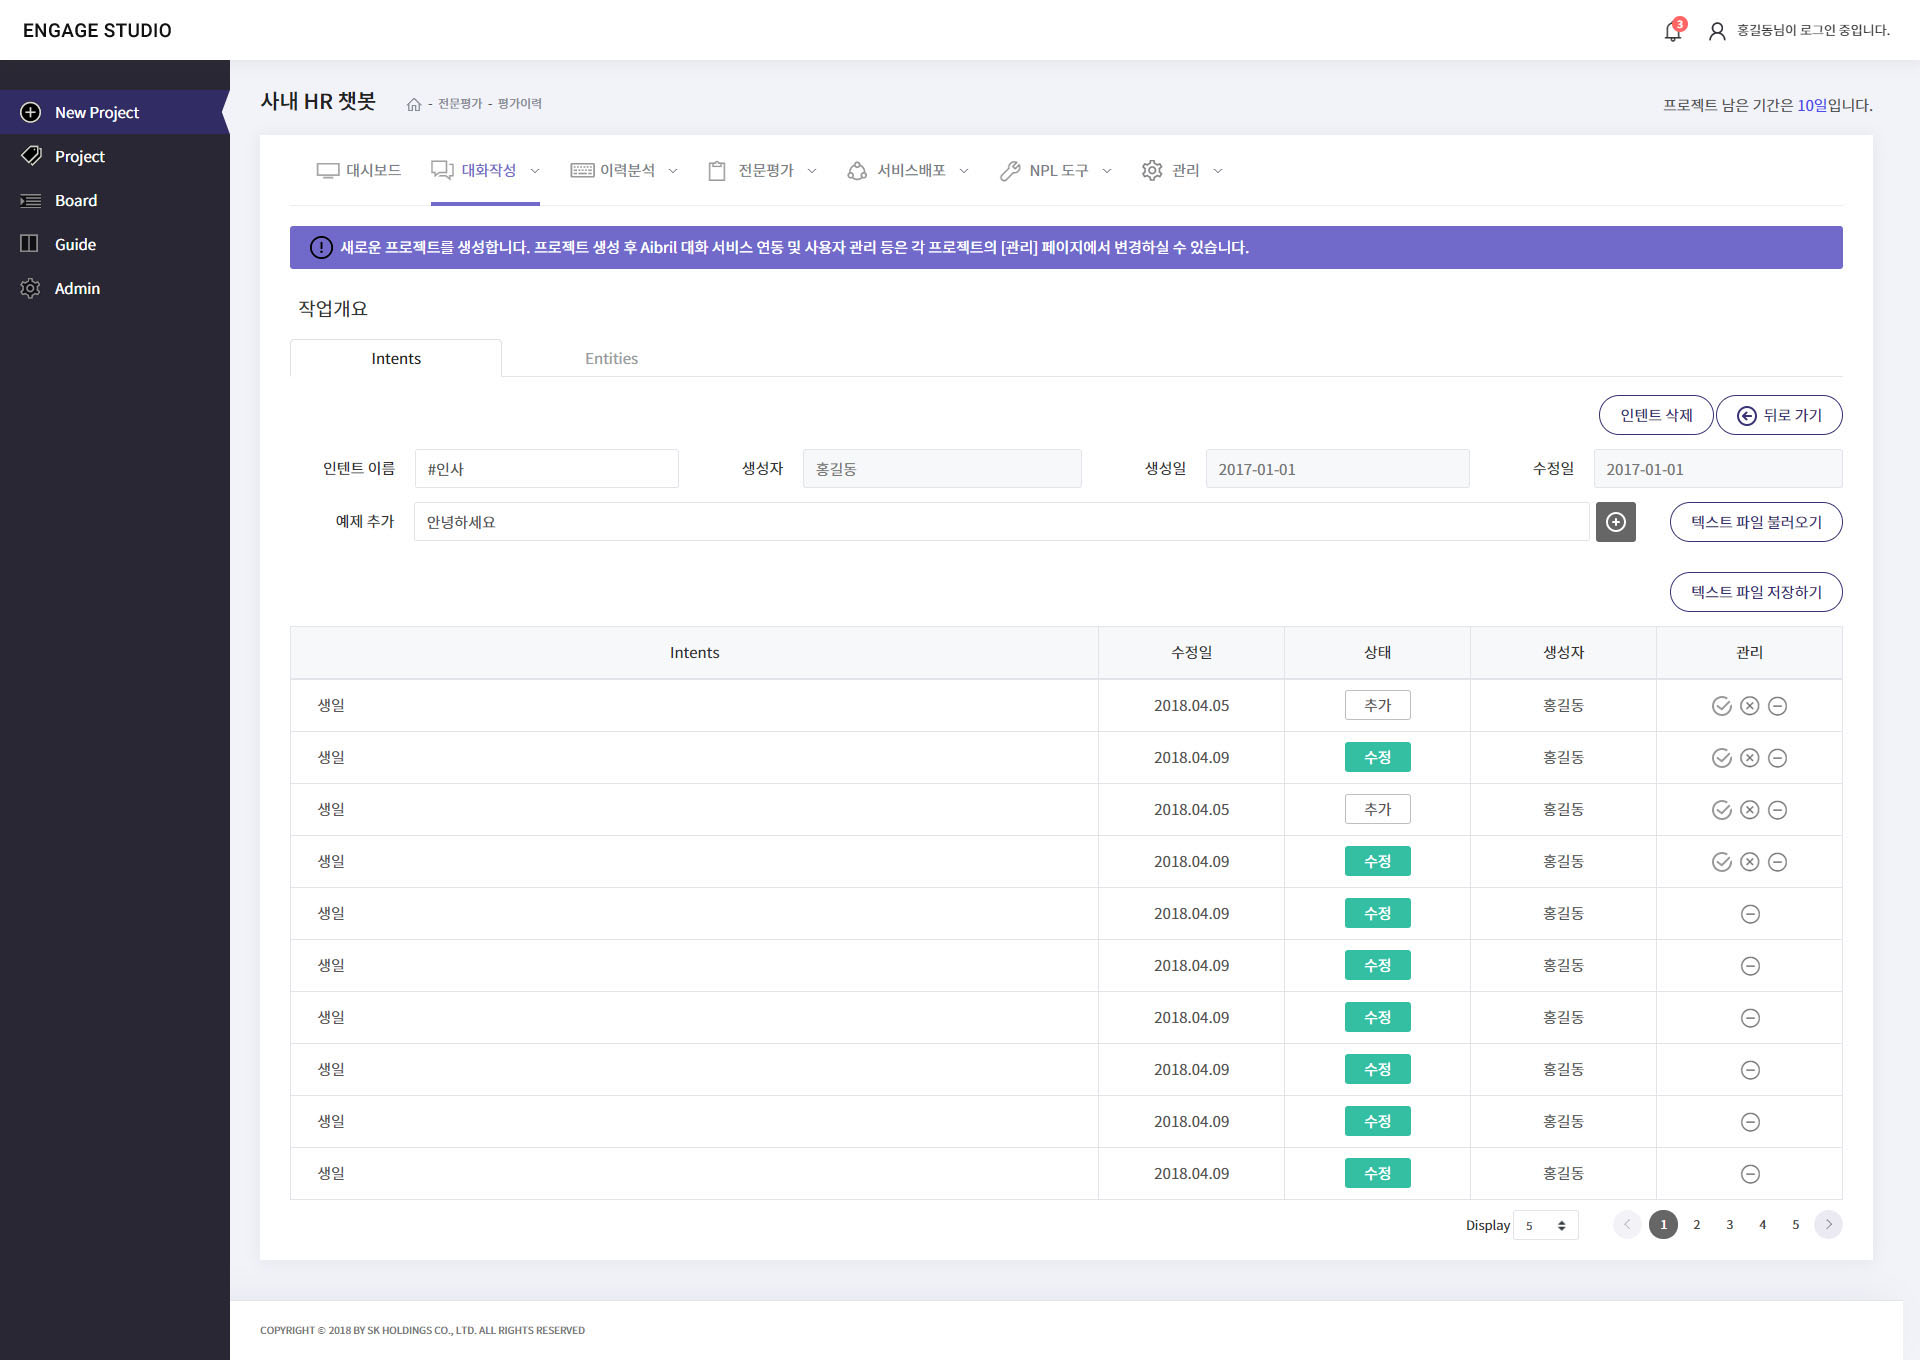 ENGAGE STUDIO
3
홍길동님이 로그인 중입니다.
New Project
Project
Board
Guide
Admin
사내 HR 챗봇
- 전문평가 - 평가이력
프로젝트 남은 기간은 10일입니다.
대시보드 대화작성 이력분석 전문평가 서비스배포 NPL 도구 관리
새로운 프로젝트를 생성합니다. 프로젝트 생성 후 Aibril 대화 서비스 연동 및 사용자 관리 등은 각 프로젝트의 [관리] 페이지에서 변경하실 수 있습니다.
작업개요
Intents Entities
인텐트 삭제 뒤로 가기
인텐트 이름 #인사 생성자 홍길동 생성일 2017-01-01 수정일 2017-01-01
예제 추가 안녕하세요 텍스트 파일 불러오기
텍스트 파일 저장하기
Intents 수정일 상태 생성자 관리
생일 2018.04.05 추가 홍길동
생일 2018.04.09 수정 홍길동
생일 2018.04.05 추가 홍길동
생일 2018.04.09 수정 홍길동
생일 2018.04.09 수정 홍길동
생일 2018.04.09 수정 홍길동
생일 2018.04.09 수정 홍길동
생일 2018.04.09 수정 홍길동
생일 2018.04.09 수정 홍길동
생일 2018.04.09 수정 홍길동
Display 5 1 2 3 4 5
COPYRIGHT © 2018 BY SK HOLDINGS CO., LTD. ALL RIGHTS RESERVED